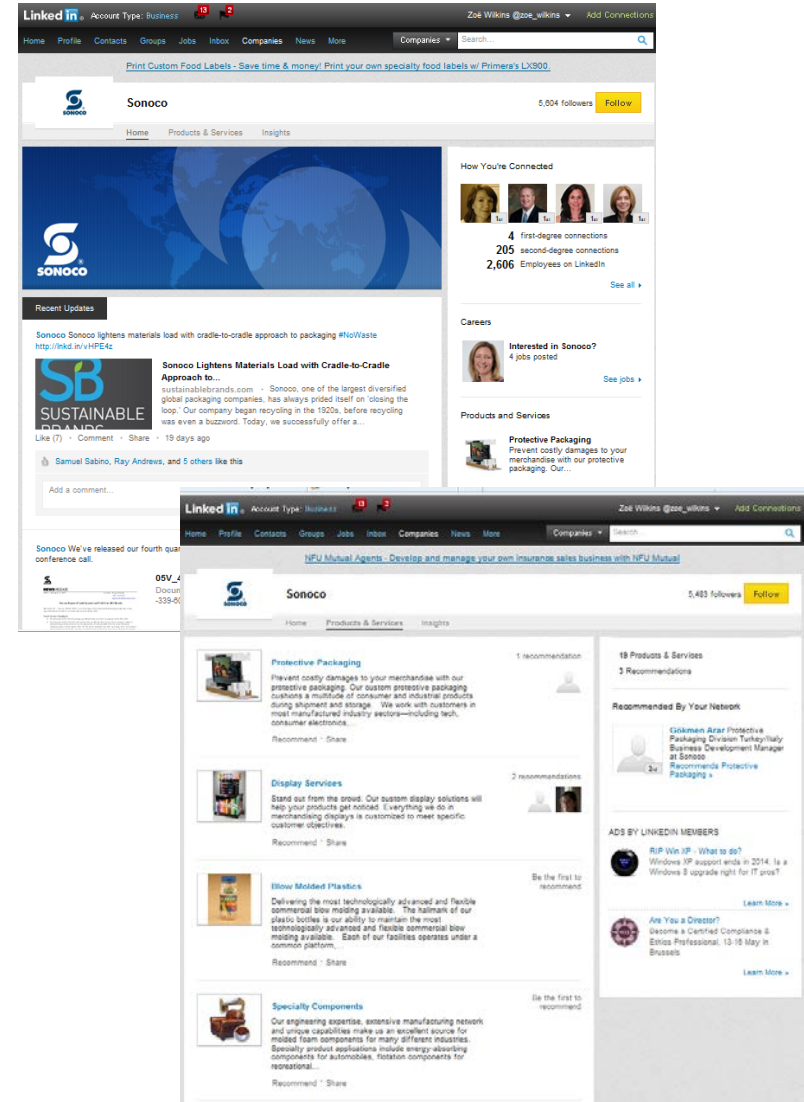 Linked in. Account Type: Business 13 2 Zoë Wilkins @zoe_wilkins Add Connections
Home Profile Contacts Groups Jobs Inbox Companies News More Companies Search...
Print Custom Food Labels - Save time & money! Print your own specialty food labels w/ Primera's LX900.
SONOCO
Sonoco 5,604 followers Follow
Home Products & Services Insights
SONOCO
How You're Connected
1st 1st 1st 1st
4 first-degree connections
205 second-degree connections
2,606 Employees on LinkedIn
See all
Careers
Interested in Sonoco?
4 jobs posted
See jobs
Products and Services
Protective Packaging
Prevent costly damages to your
merchandise with our protective
packaging. Our...
Recent Updates
Sonoco Sonoco lightens materials load with cradle-to-cradle approach to packaging #NoWaste
http://lnkd.in/vHPE4z
SB
SUSTAINABLE
BRANDS
Sonoco Lightens Materials Load with Cradle-to-Cradle
Approach to...
sustainablebrands.com · Sonoco, one of the largest diversified
global packaging companies, has always prided itself on 'closing the
loop.' Our company began recycling in the 1920s, before recycling
was even a buzzword. Today, we successfully offer a...
Like (7) · Comment · Share · 19 days ago
Samuel Sabino, Ray Andrews, and 5 others like this
Add a comment...
Sonoco We've released our fourth quar
conference call.
05V_4
Docum
-339-60
Linked in. Account Type: Business 13 2 Zoë Wilkins @zoe_wilkins Add Connections
Home Profile Contacts Groups Jobs Inbox Companies News More Companies Search...
NFU Mutual Agents - Develop and manage your own insurance sales business with NFU Mutual
SONOCO
Sonoco 5,483 followers Follow
Home Products & Services Insights
Protective Packaging 1 recommendation
Prevent costly damages to your merchandise with our
protective packaging. Our custom protective packaging
cushions a multitude of consumer and industrial products
during shipment and storage. We work with customers in
most manufactured industry sectors—including tech,
consumer electronics,...
Recommend · Share
Display Services 2 recommendations
Stand out from the crowd. Our custom display solutions will
help your products get noticed. Everything we do in
merchandising displays is customized to meet specific
customer objectives.
Recommend · Share
Blow Molded Plastics Be the first to
recommend
Delivering the most technologically advanced and flexible
commercial blow molding available. The hallmark of our
plastic bottles is our ability to maintain the most
technologically advanced and flexible commercial blow
molding available. Each of our facilities operates under a
common platform,...
Recommend · Share
Specialty Components Be the first to
recommend
Our engineering expertise, extensive manufacturing network
and unique capabilities make us an excellent source for
molded foam components for many different industries.
Specialty product applications include energy-absorbing
components for automobiles, flotation components for
recreational...
Recommend · Share
19 Products & Services
3 Recommendations
Recommended By Your Network
Gökmen Arar Protective
Packaging Division Turkey/Italy
Business Development Manager
at Sonoco
Recommends Protective
Packaging »
ADS BY LINKEDIN MEMBERS
RIP Win XP - What to do?
Windows XP support ends in 2014. Is a
Windows 8 upgrade right for IT pros?
Learn More »
Are You a Director?
Become a Certified Compliance &
Ethics Professional, 13-16 May in
Brussels
Learn More »